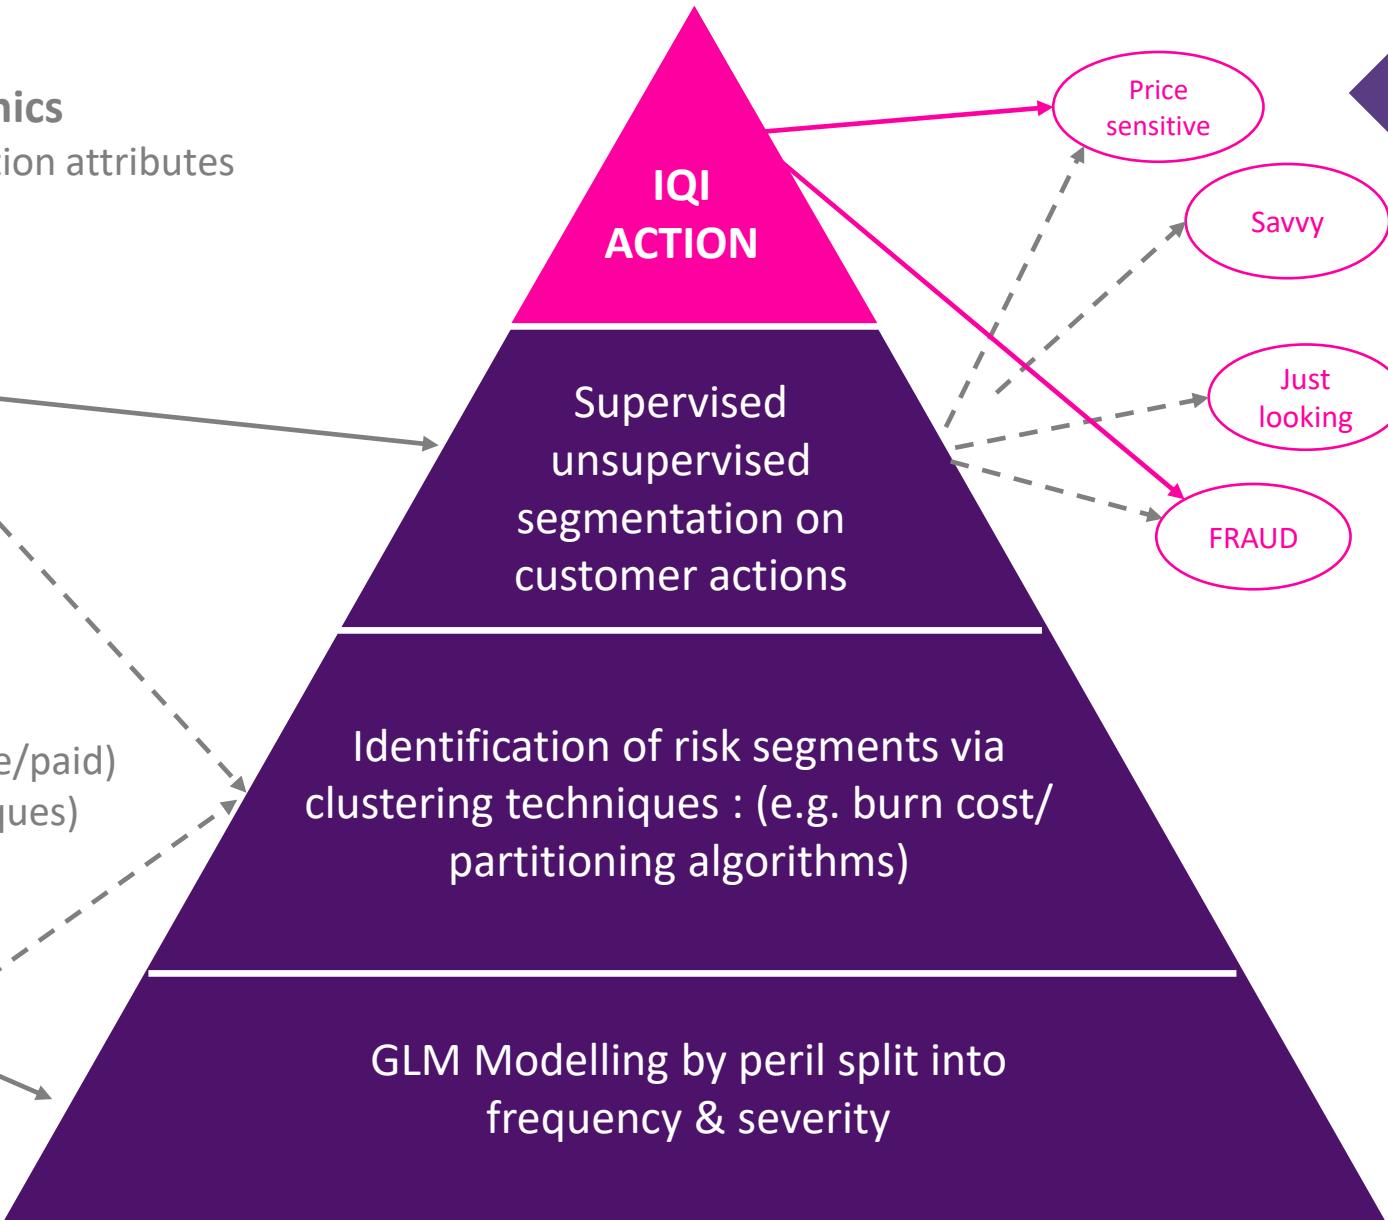 nics
tion attributes
IQI
ACTION
Price
sensitive
Savvy
Just
looking
FRAUD
Supervised
unsupervised
segmentation on
customer actions
e/paid)
ques)
Identification of risk segments via
clustering techniques : (e.g. burn cost/
partitioning algorithms)
GLM Modelling by peril split into
frequency & severity